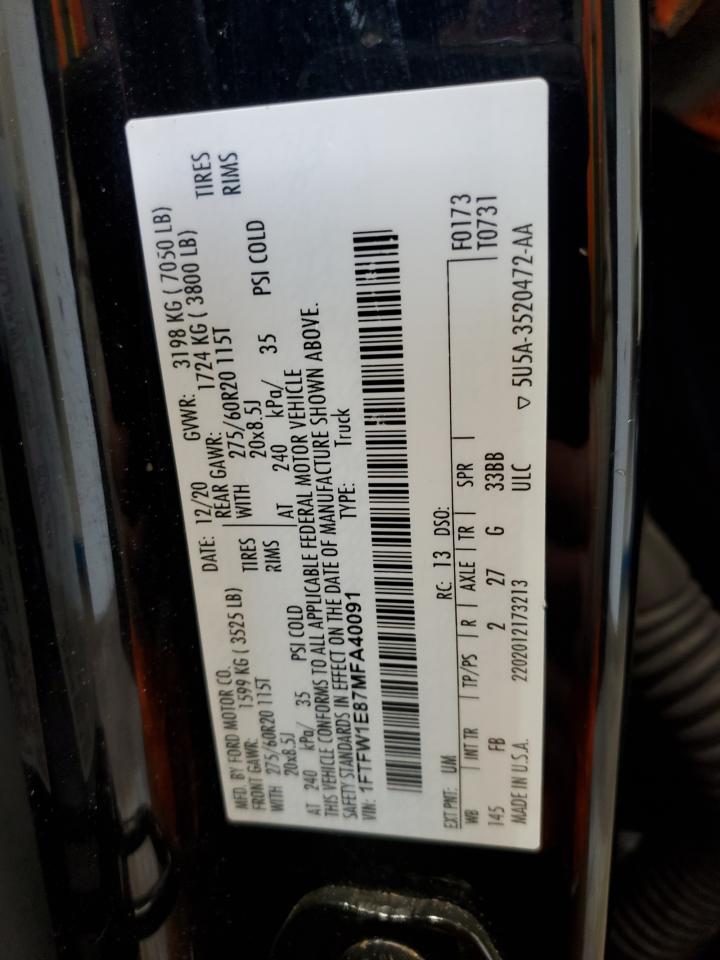 MFD. BY FORD MOTOR CO. DATE: 12/20 GVWR: 3198 KG ( 7050 LB)
FRONT GAWR: 1599 KG ( 3525 LB) REAR GAWR: 1724 KG ( 3800 LB)
WITH 275/60R20 115T TIRES WITH 275/60R20 115T TIRES
20x8.5J RIMS 20x8.5J RIMS
AT 240 kPa/ 35 PSI COLD AT 240 kPa/ 35 PSI COLD
THIS VEHICLE CONFORMS TO ALL APPLICABLE FEDERAL MOTOR VEHICLE
SAFETY STANDARDS IN EFFECT ON THE DATE OF MANUFACTURE SHOWN ABOVE.
VIN: 1FTFW1E87MFA40091 TYPE: Truck
EXT PNT: UM RC: 13 DSO:
WB INT TR TP/PS R AXLE TR SPR F0173
145 FB 2 27 G 33BB T0731
MADE IN U.S.A. 2202012173213 ULC
▽ 5U5A-3520472-AA